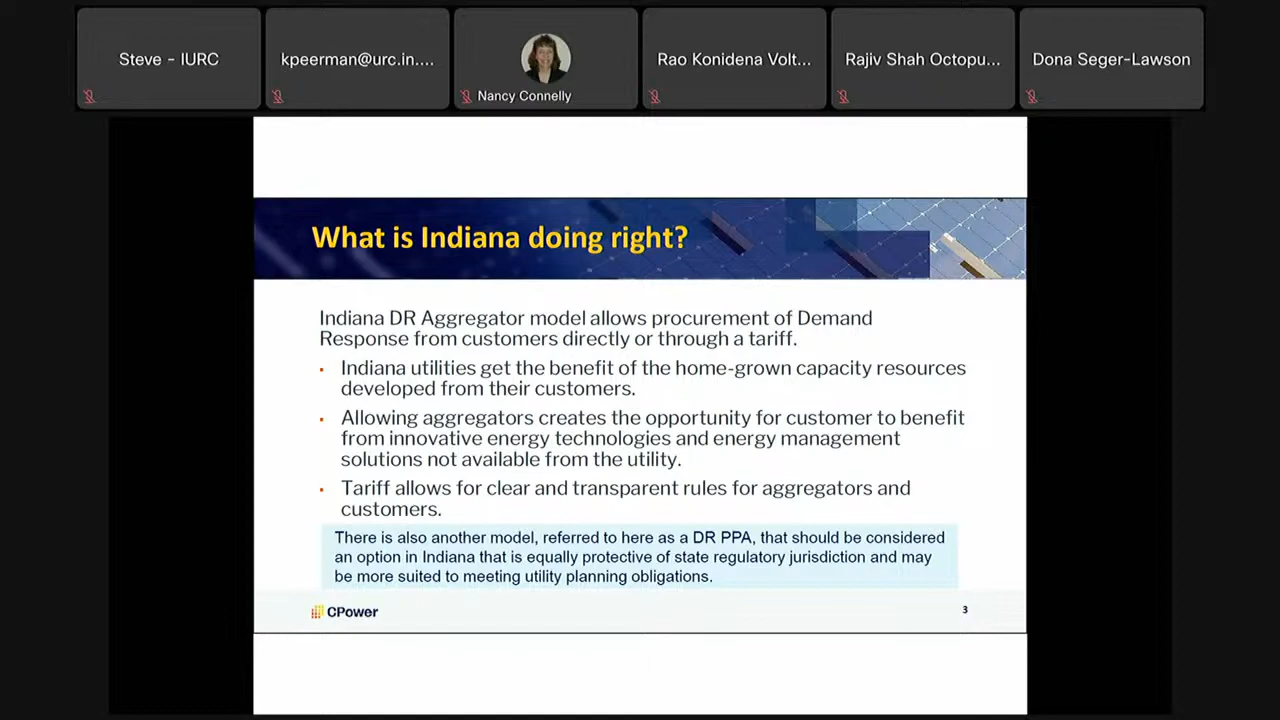 Steve - IURC
kpeerman@urc.in....
Nancy Connelly
Rao Konidena Volt...
Rajiv Shah Octopu...
Dona Seger-Lawson
What is Indiana doing right?
Indiana DR Aggregator model allows procurement of Demand
Response from customers directly or through a tariff.
▪ Indiana utilities get the benefit of the home-grown capacity resources
developed from their customers.
▪ Allowing aggregators creates the opportunity for customer to benefit
from innovative energy technologies and energy management
solutions not available from the utility.
▪ Tariff allows for clear and transparent rules for aggregators and
customers.
There is also another model, referred to here as a DR PPA, that should be considered
an option in Indiana that is equally protective of state regulatory jurisdiction and may
be more suited to meeting utility planning obligations.
CPower
3